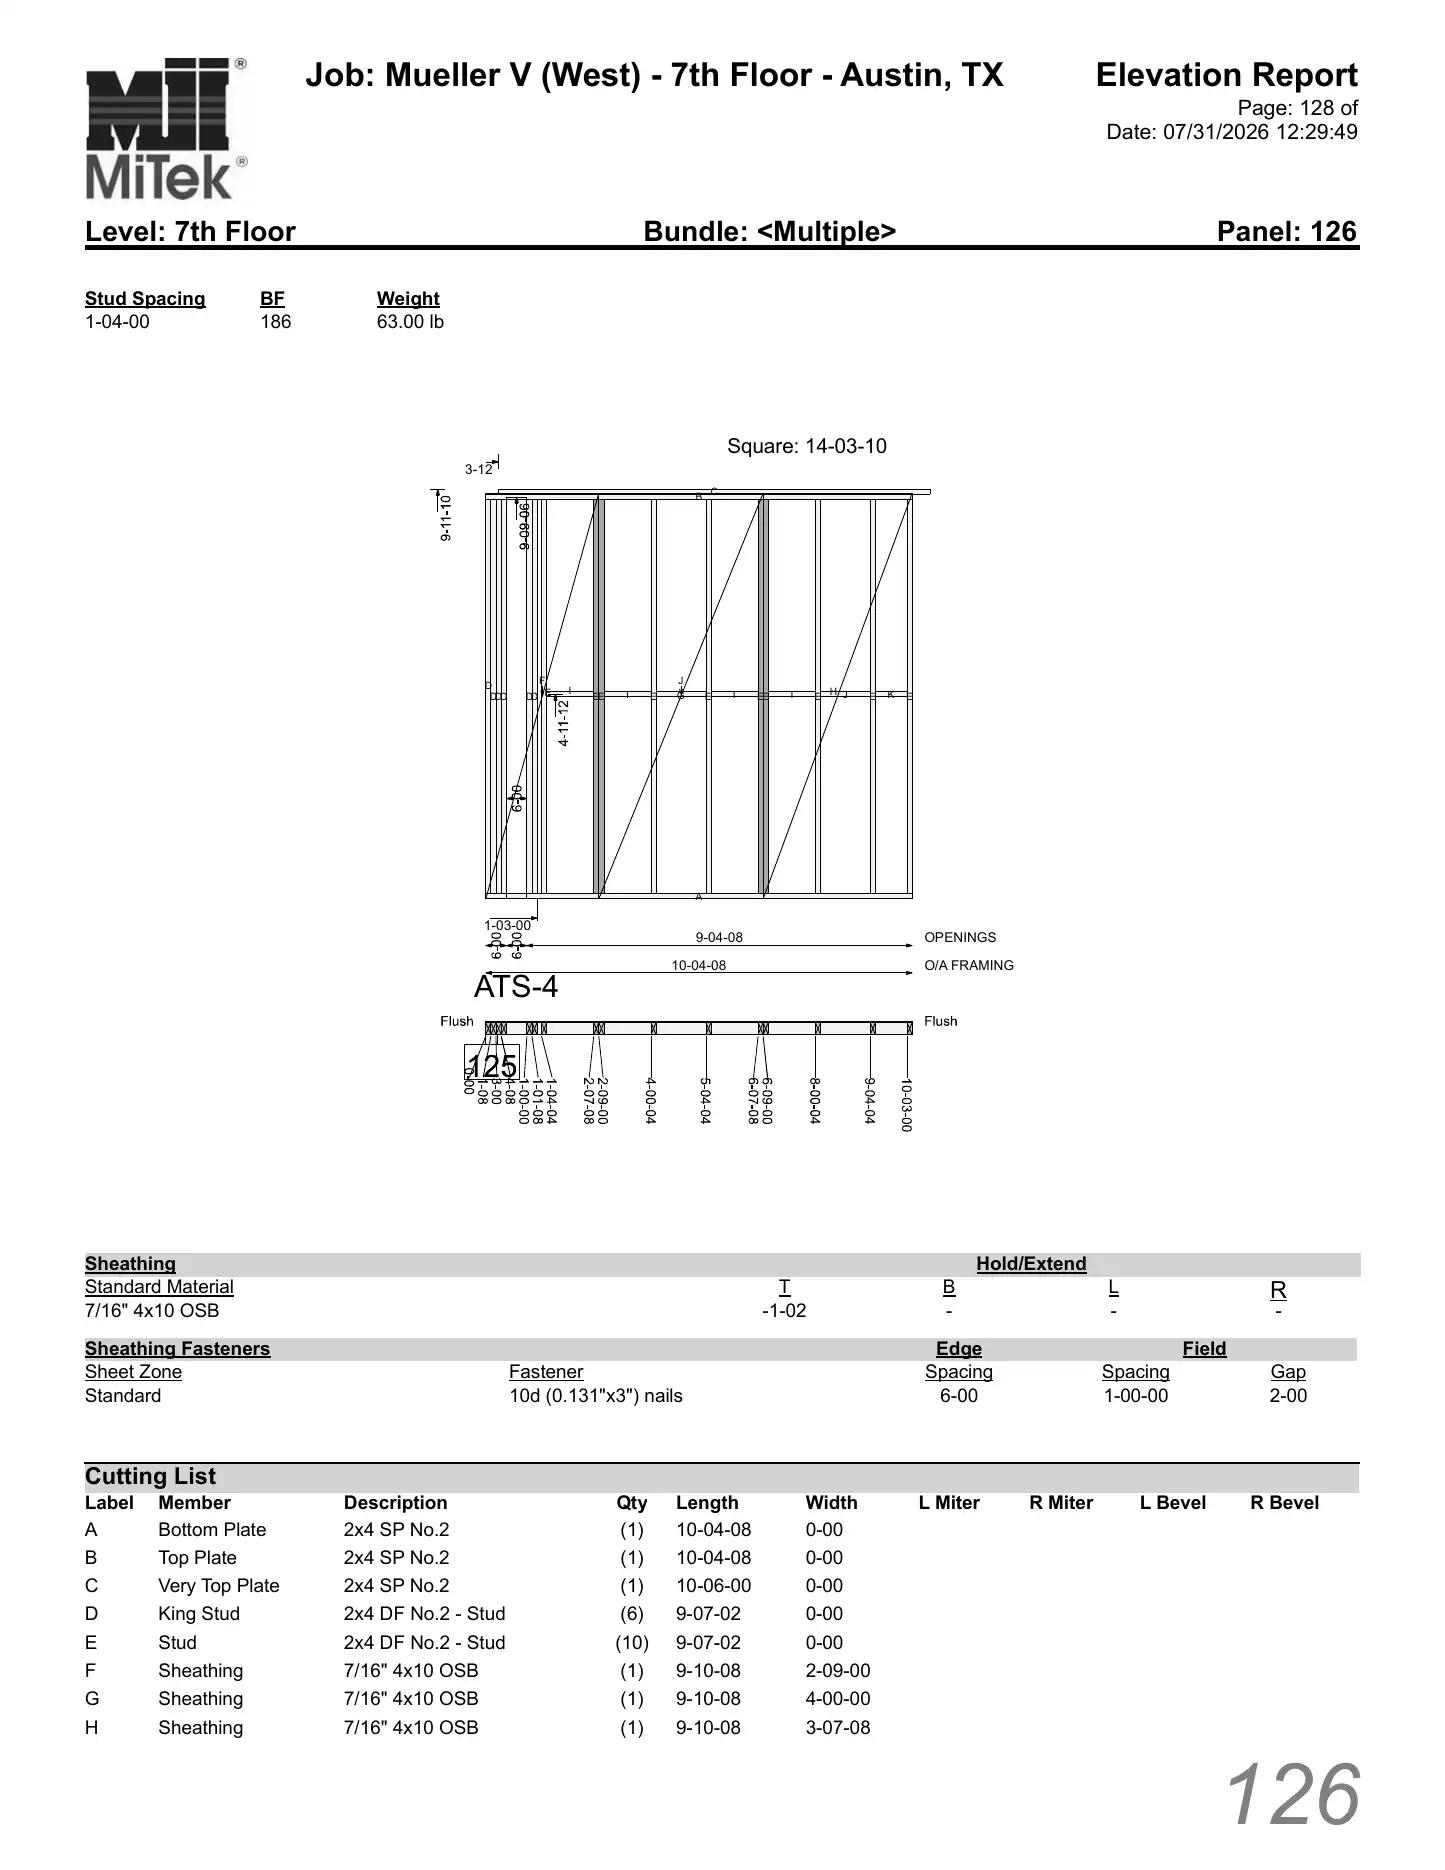 Job: Mueller V (West) - 7th Floor - Austin, TX
Elevation Report
Page: 128 of
Date: 07/31/2026 12:29:49
MiTek®
Level: 7th Floor Bundle: <Multiple> Panel: 126
Stud Spacing BF Weight
1-04-00 186 63.00 lb
Square: 14-03-10
3-12
C
B
9-11-10
9-09-06
D F J
DDD DD E I I G I I H J K
4-11-12
6-00
A
1-03-00
6-00 6-00 9-04-08 OPENINGS
10-04-08 O/A FRAMING
ATS-4
Flush Flush
125
0-00 1-08 3-00 4-08 1-00-00 1-01-08 1-04-04 2-07-08 2-09-00 4-00-04 5-04-04 6-07-08 6-09-00 8-00-04 9-04-04 10-03-00
Sheathing Hold/Extend
Standard Material T B L R
7/16" 4x10 OSB -1-02 - - -
Sheathing Fasteners Edge Field
Sheet Zone Fastener Spacing Spacing Gap
Standard 10d (0.131"x3") nails 6-00 1-00-00 2-00
Cutting List
Label Member Description Qty Length Width L Miter R Miter L Bevel R Bevel
A Bottom Plate 2x4 SP No.2 (1) 10-04-08 0-00
B Top Plate 2x4 SP No.2 (1) 10-04-08 0-00
C Very Top Plate 2x4 SP No.2 (1) 10-06-00 0-00
D King Stud 2x4 DF No.2 - Stud (6) 9-07-02 0-00
E Stud 2x4 DF No.2 - Stud (10) 9-07-02 0-00
F Sheathing 7/16" 4x10 OSB (1) 9-10-08 2-09-00
G Sheathing 7/16" 4x10 OSB (1) 9-10-08 4-00-00
H Sheathing 7/16" 4x10 OSB (1) 9-10-08 3-07-08
126